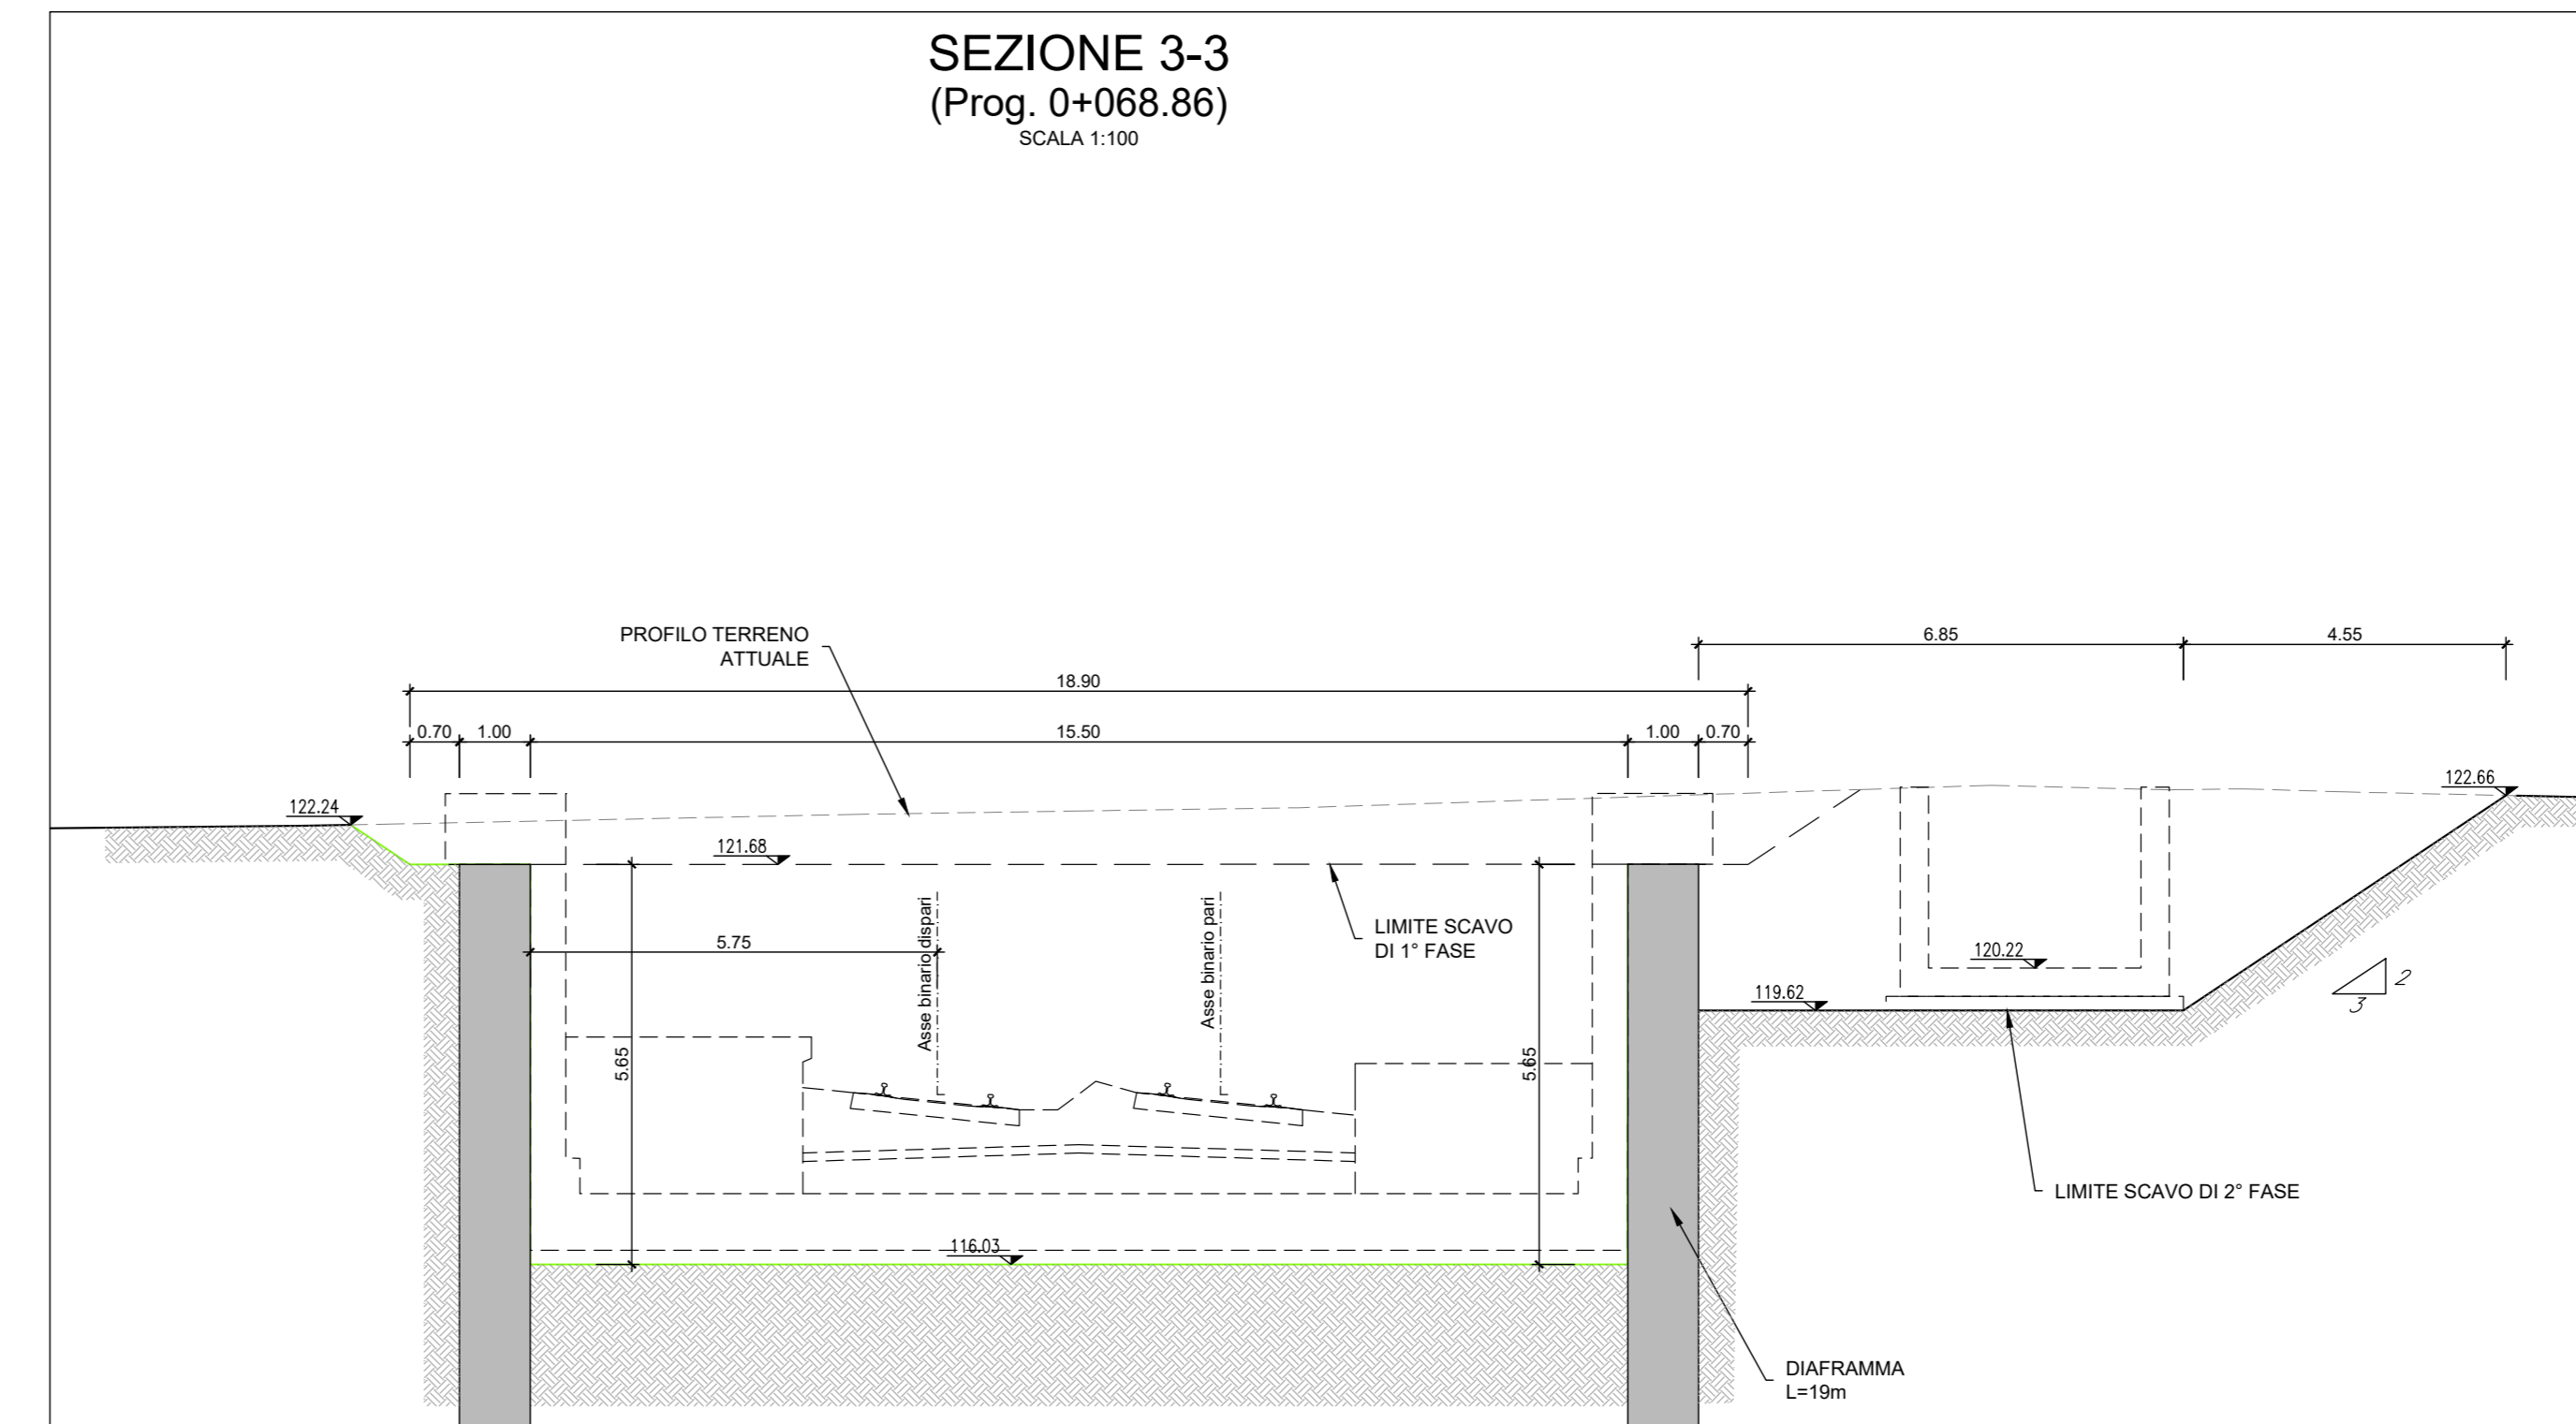 SEZIONE 3-3
(Prog. 0+068.86)
SCALA 1:100
PROFILO TERRENO
ATTUALE
6.85
4.55
18.90
0.70
1.00
15.50
1.00
0.70
122.24
122.66
121.68
LIMITE SCAVO
DI 1° FASE
Asse binario dispari
Asse binario pari
5.75
120.22
119.62
2
3
5.65
5.65
LIMITE SCAVO DI 2° FASE
116.03
DIAFRAMMA
L=19m